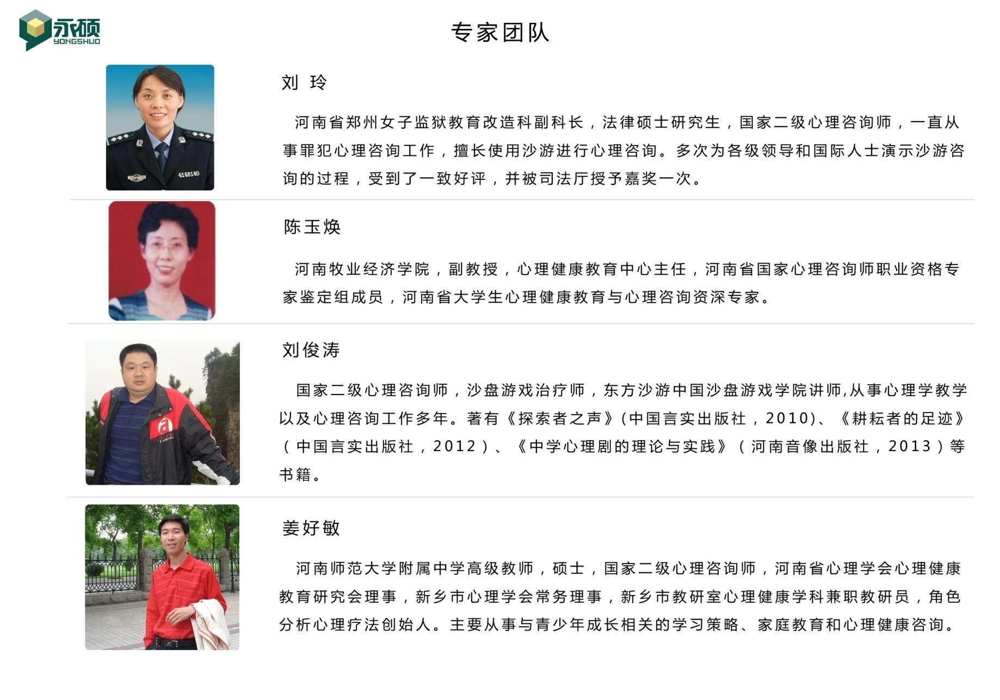 永硕
YONGSHUO
专家团队
刘 玲
河南省郑州女子监狱教育改造科副科长，法律硕士研究生，国家二级心理咨询师，一直从
事罪犯心理咨询工作，擅长使用沙游进行心理咨询。多次为各级领导和国际人士演示沙游咨
询的过程，受到了一致好评，并被司法厅授予嘉奖一次。
4148140
陈玉焕
河南牧业经济学院，副教授，心理健康教育中心主任，河南省国家心理咨询师职业资格专
家鉴定组成员，河南省大学生心理健康教育与心理咨询资深专家。
刘俊涛
国家二级心理咨询师，沙盘游戏治疗师，东方沙游中国沙盘游戏学院讲师,从事心理学教学
以及心理咨询工作多年。著有《探索者之声》(中国言实出版社，2010)、《耕耘者的足迹》
（中国言实出版社，2012）、《中学心理剧的理论与实践》（河南音像出版社，2013）等
书籍。
姜好敏
河南师范大学附属中学高级教师，硕士，国家二级心理咨询师，河南省心理学会心理健康
教育研究会理事，新乡市心理学会常务理事，新乡市教研室心理健康学科兼职教研员，角色
分析心理疗法创始人。主要从事与青少年成长相关的学习策略、家庭教育和心理健康咨询。